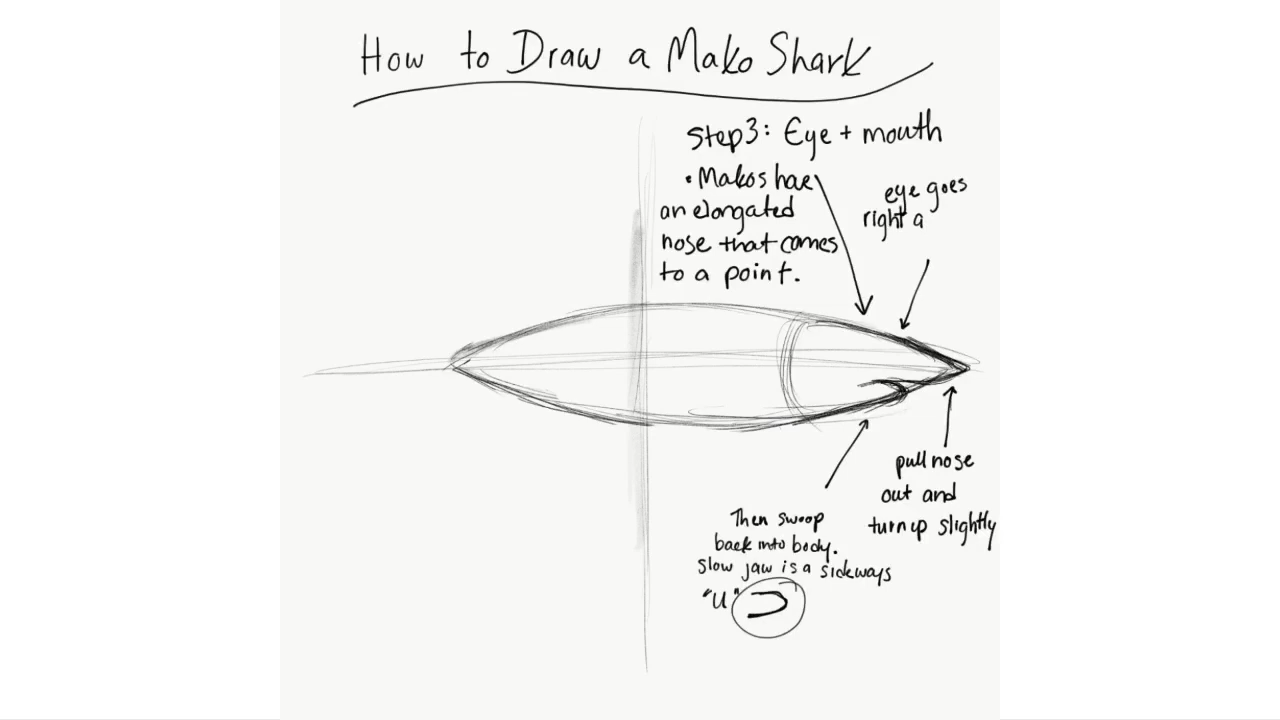 How to Draw a Mako Shark
Step3: Eye + mouth
• Makos hae
an elongated
nose that comes
to a point.
eye goes
right a
pull nose
out and
turn up slightly
Then swoop
back into body.
slow jaw is a sideways
"U"